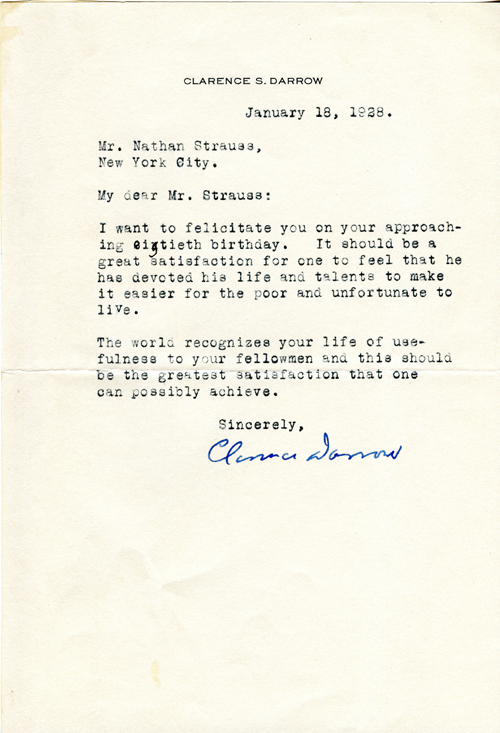 CLARENCE S. DARROW
January 18, 1928.
Mr. Nathan Strauss,
New York City.
My dear Mr. Strauss:
I want to felicitate you on your approach-
ing eigtieth birthday. It should be a
great satisfaction for one to feel that he
has devoted his life and talents to make
it easier for the poor and unfortunate to
live.
The world recognizes your life of use-
fulness to your fellowmen and this should
be the greatest satisfaction that one
can possibly achieve.
Sincerely,
Clarence Darrow